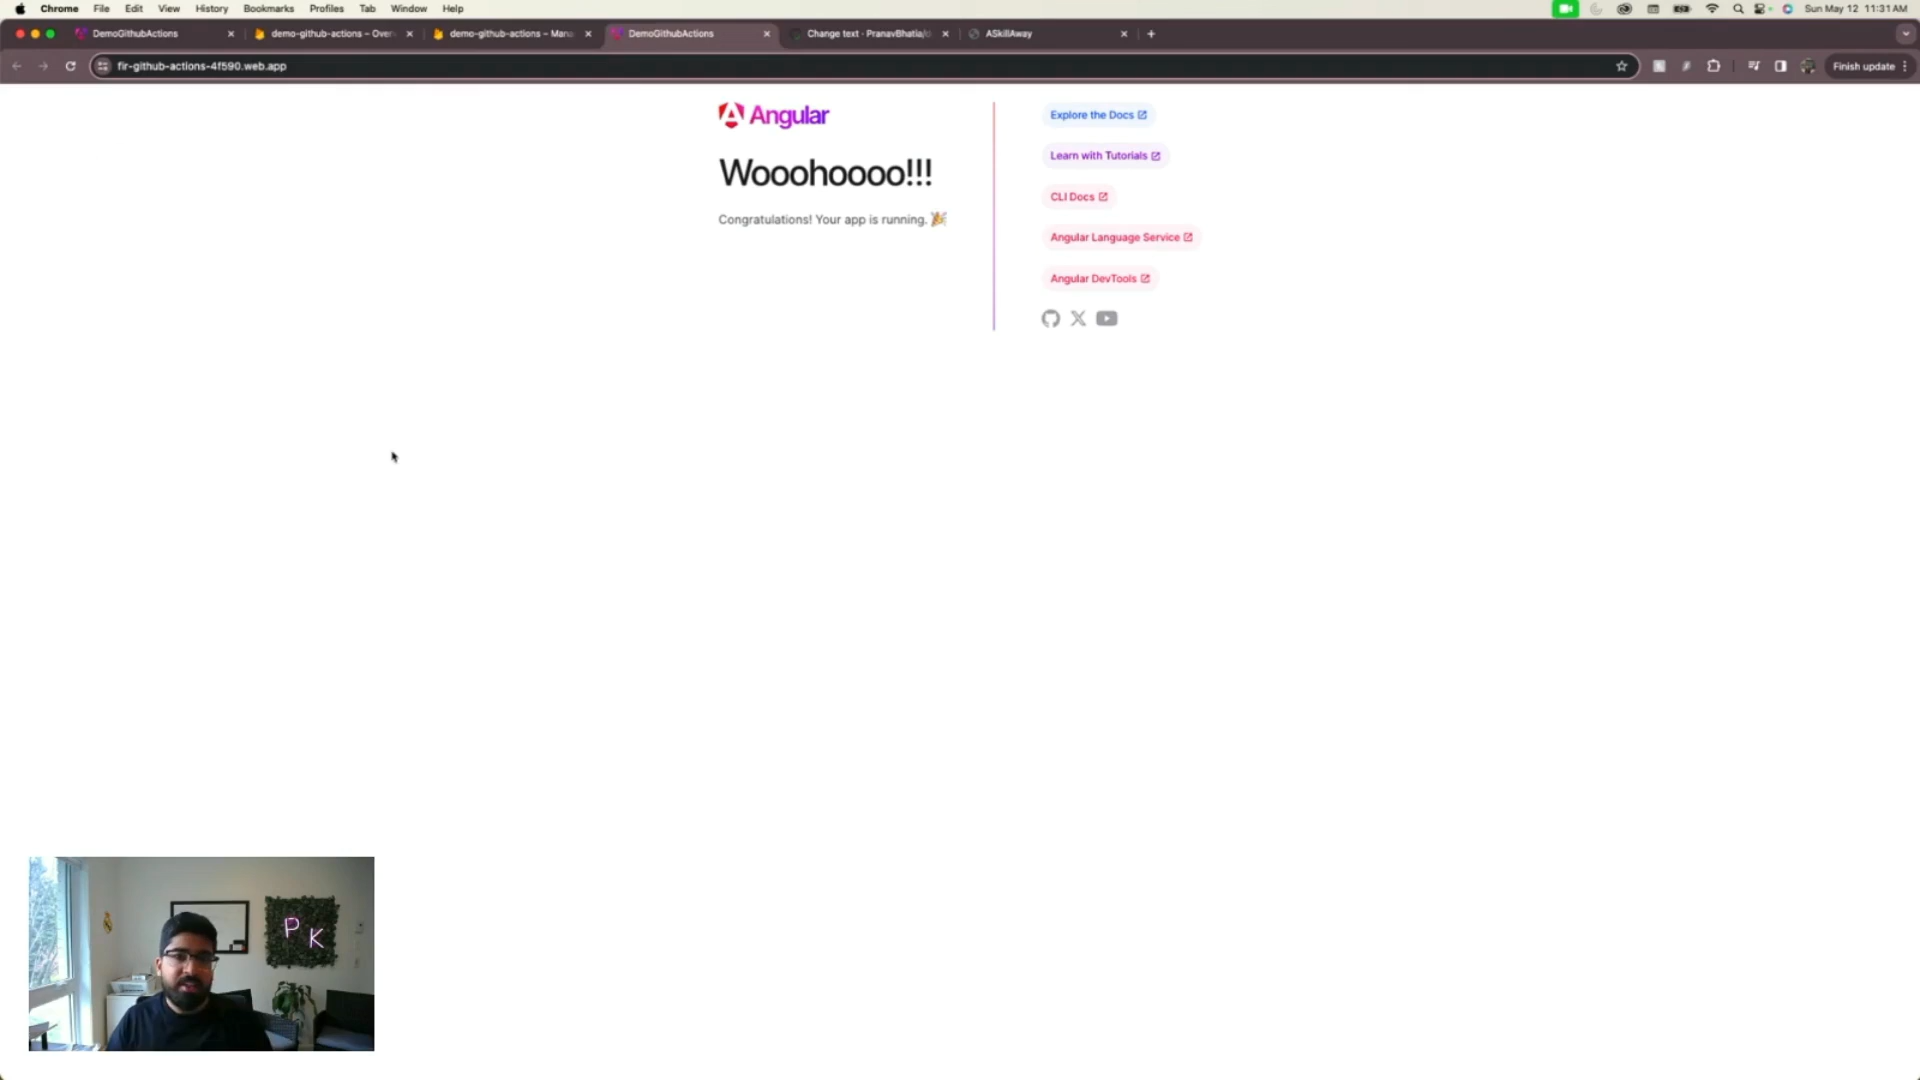 Chrome File Edit View History Bookmarks Profiles Tab Window Help
Sun May 12 11:31 AM
DemoGithubActions
demo-github-actions – Over
demo-github-actions – Mana
DemoGithubActions
Change text · PranavBhatia/d
ASkillAway
fir-github-actions-4f590.web.app
Finish update
Angular
Wooohoooo!!!
Congratulations! Your app is running. 🎉
Explore the Docs
Learn with Tutorials
CLI Docs
Angular Language Service
Angular DevTools
P
K